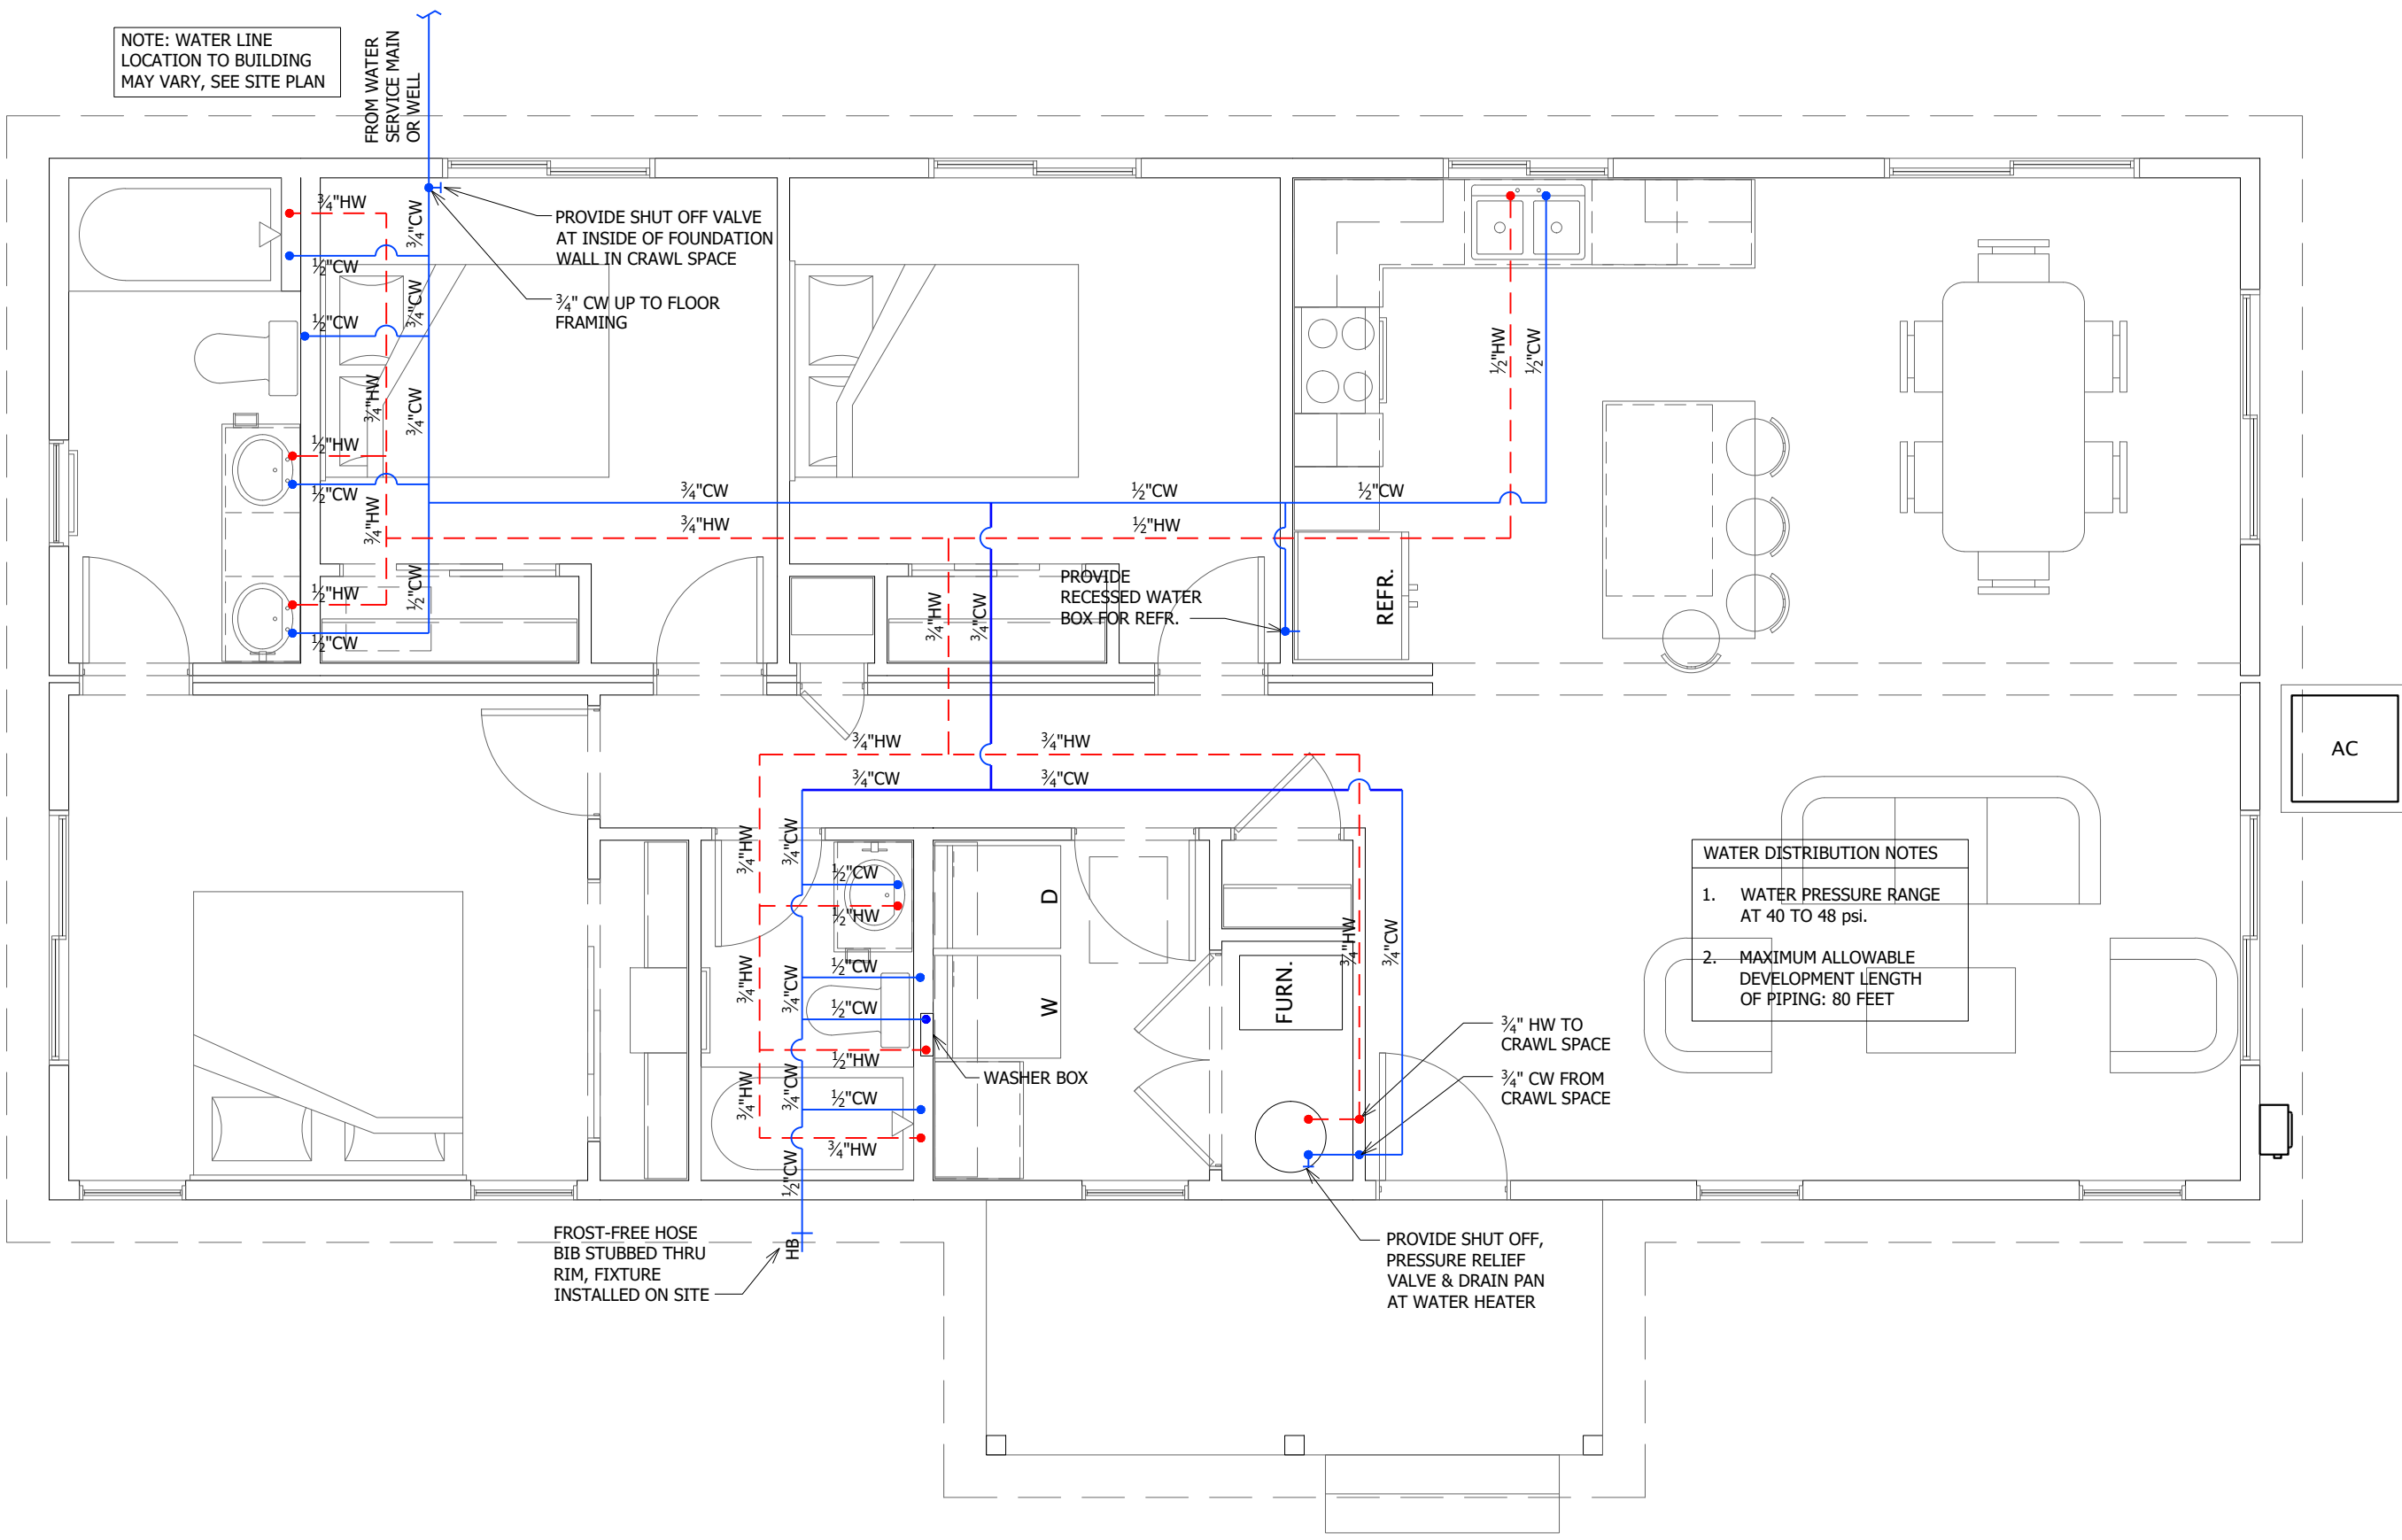 NOTE: WATER LINE
LOCATION TO BUILDING
MAY VARY, SEE SITE PLAN
FROM WATER
SERVICE MAIN
OR WELL
¾"HW
¾"CW
½"CW
PROVIDE SHUT OFF VALVE
AT INSIDE OF FOUNDATION
WALL IN CRAWL SPACE
¾"CW
¾" CW UP TO FLOOR
FRAMING
½"CW
¾"HW
¾"CW
½"HW
½"CW
¾"HW
½"HW
½"CW
½"CW
¾"CW
½"CW
½"CW
¾"HW
½"HW
½"HW
½"CW
PROVIDE
RECESSED WATER
BOX FOR REFR.
REFR.
¾"HW
¾"CW
AC
¾"HW
¾"HW
¾"CW
¾"CW
¾"HW
¾"CW
½"CW
½"HW
D
¾"HW
¾"CW
WATER DISTRIBUTION NOTES
1. WATER PRESSURE RANGE
AT 40 TO 48 psi.
2. MAXIMUM ALLOWABLE
DEVELOPMENT LENGTH
OF PIPING: 80 FEET
¾"HW
¾"CW
½"CW
½"CW
W
FURN.
½"HW
WASHER BOX
¾"HW
¾"CW
½"CW
¾"HW
¾" HW TO
CRAWL SPACE
¾" CW FROM
CRAWL SPACE
½"CW
HB
FROST-FREE HOSE
BIB STUBBED THRU
RIM, FIXTURE
INSTALLED ON SITE
PROVIDE SHUT OFF,
PRESSURE RELIEF
VALVE & DRAIN PAN
AT WATER HEATER